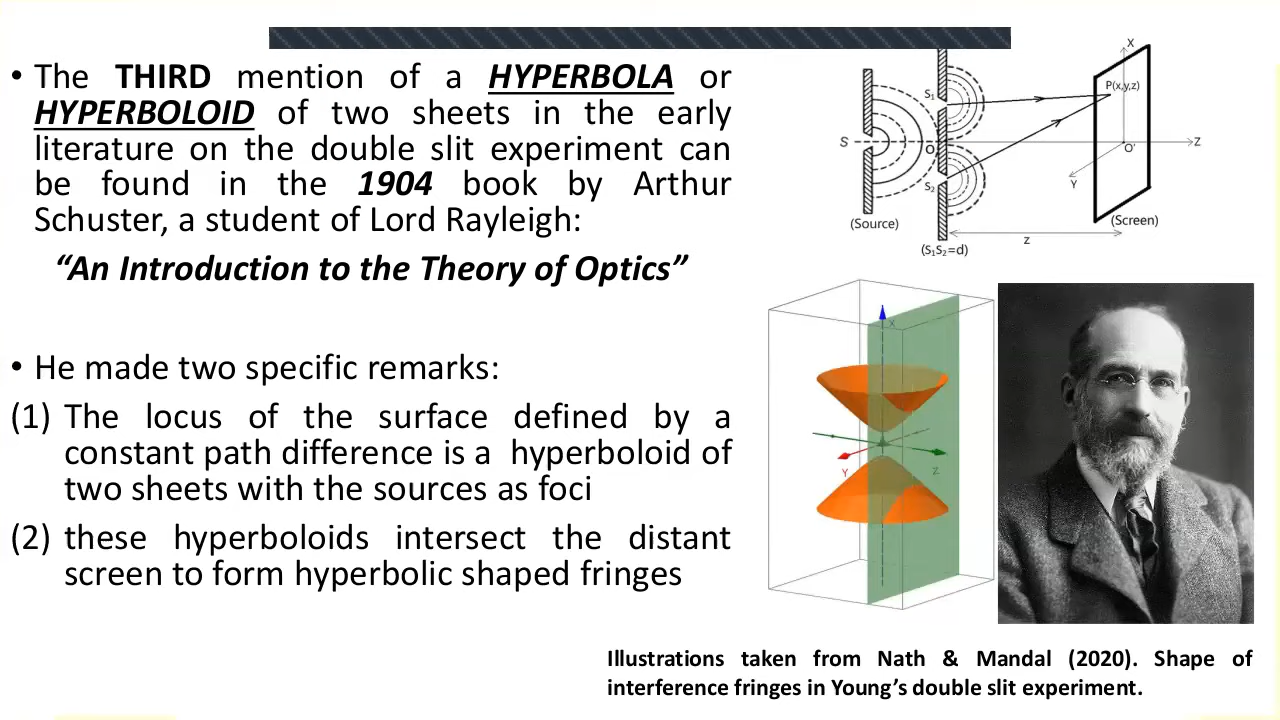 • The THIRD mention of a HYPERBOLA or
HYPERBOLOID of two sheets in the early
literature on the double slit experiment can
be found in the 1904 book by Arthur
Schuster, a student of Lord Rayleigh:
“An Introduction to the Theory of Optics”
• He made two specific remarks:
(1) The locus of the surface defined by a
constant path difference is a hyperboloid of
two sheets with the sources as foci
(2) these hyperboloids intersect the distant
screen to form hyperbolic shaped fringes
X
P(x,y,z)
S₁
S
O
O'
Z
S₂
Y
(Source)
(Screen)
z
(S₁S₂=d)
X
Y
Z
Illustrations taken from Nath & Mandal (2020). Shape of
interference fringes in Young’s double slit experiment.